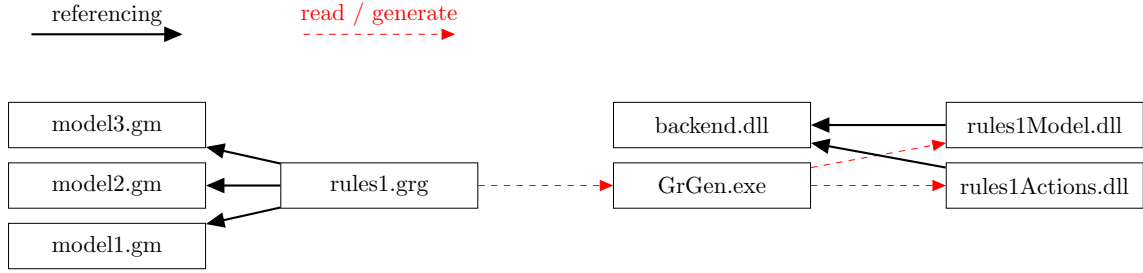 referencing
read / generate
model3.gm
backend.dll
rules1Model.dll
model2.gm
rules1.grg
GrGen.exe
rules1Actions.dll
model1.gm